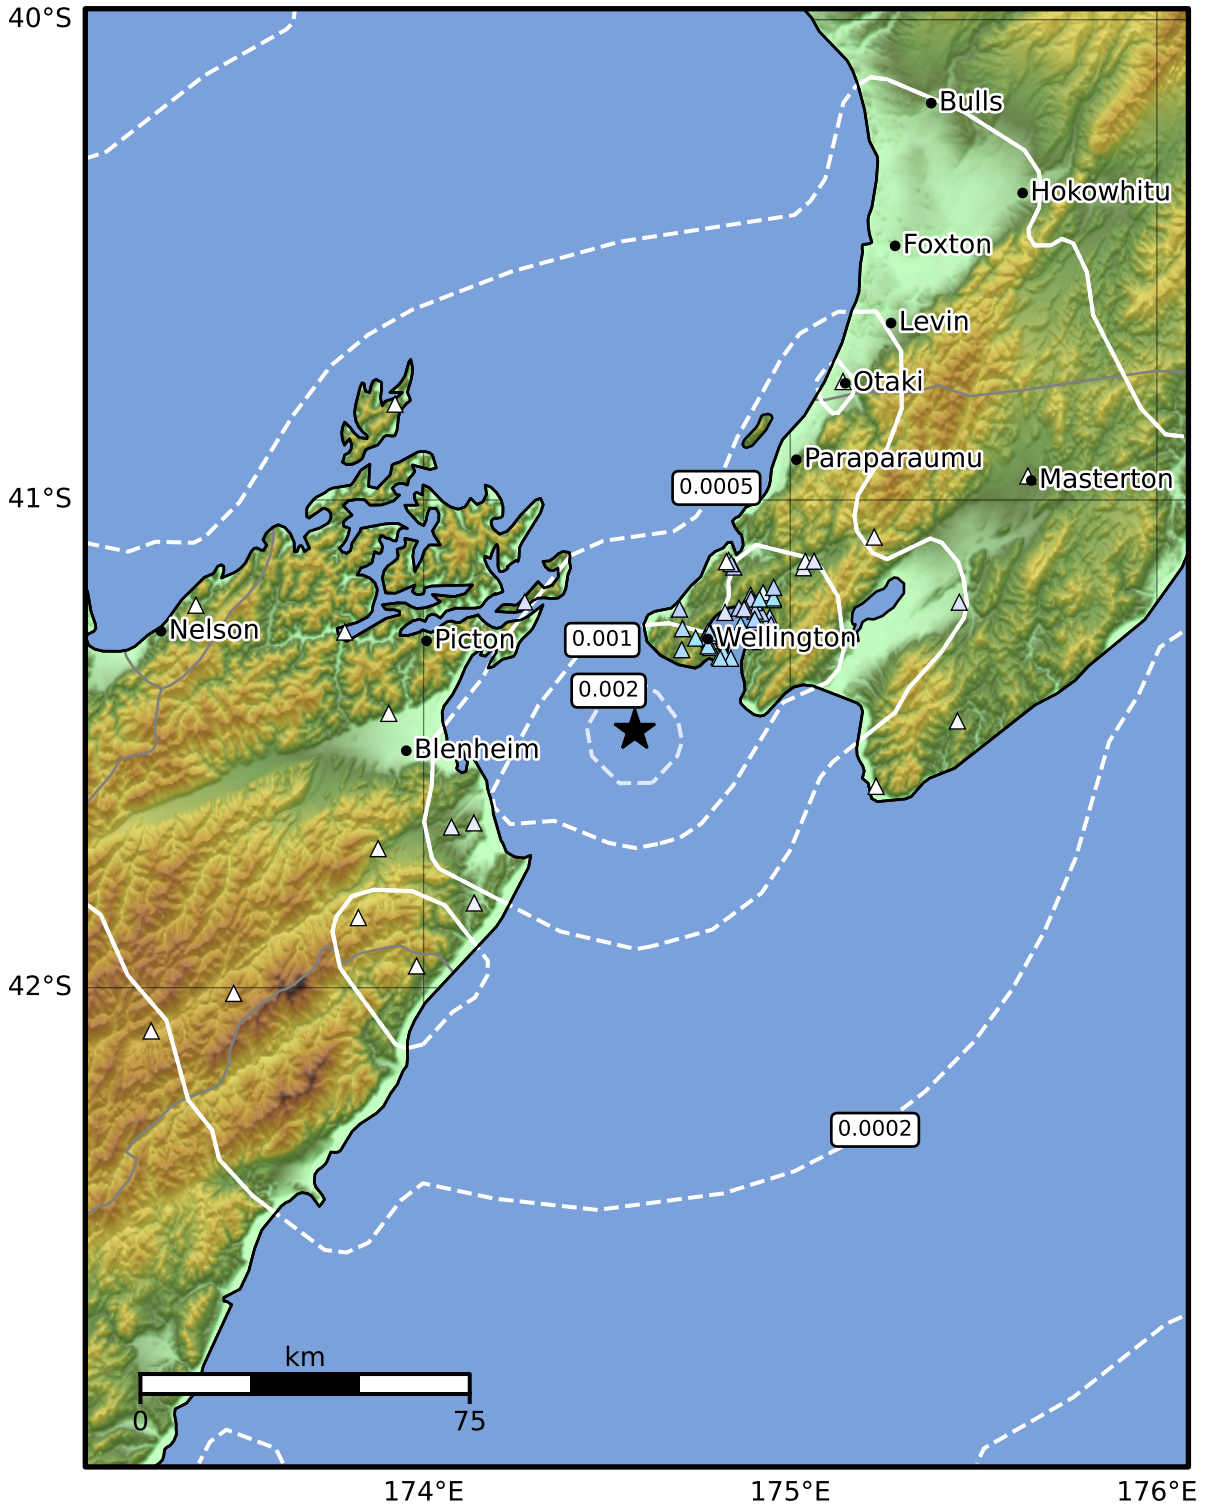 40°S
Bulls
Hokowhitu
Foxton
Levin
Otaki
Paraparaumu
Masterton
0.0005
41°S
Nelson
Picton
0.001
Wellington
0.002
Blenheim
42°S
0.0002
km
0
75
174°E
175°E
176°E